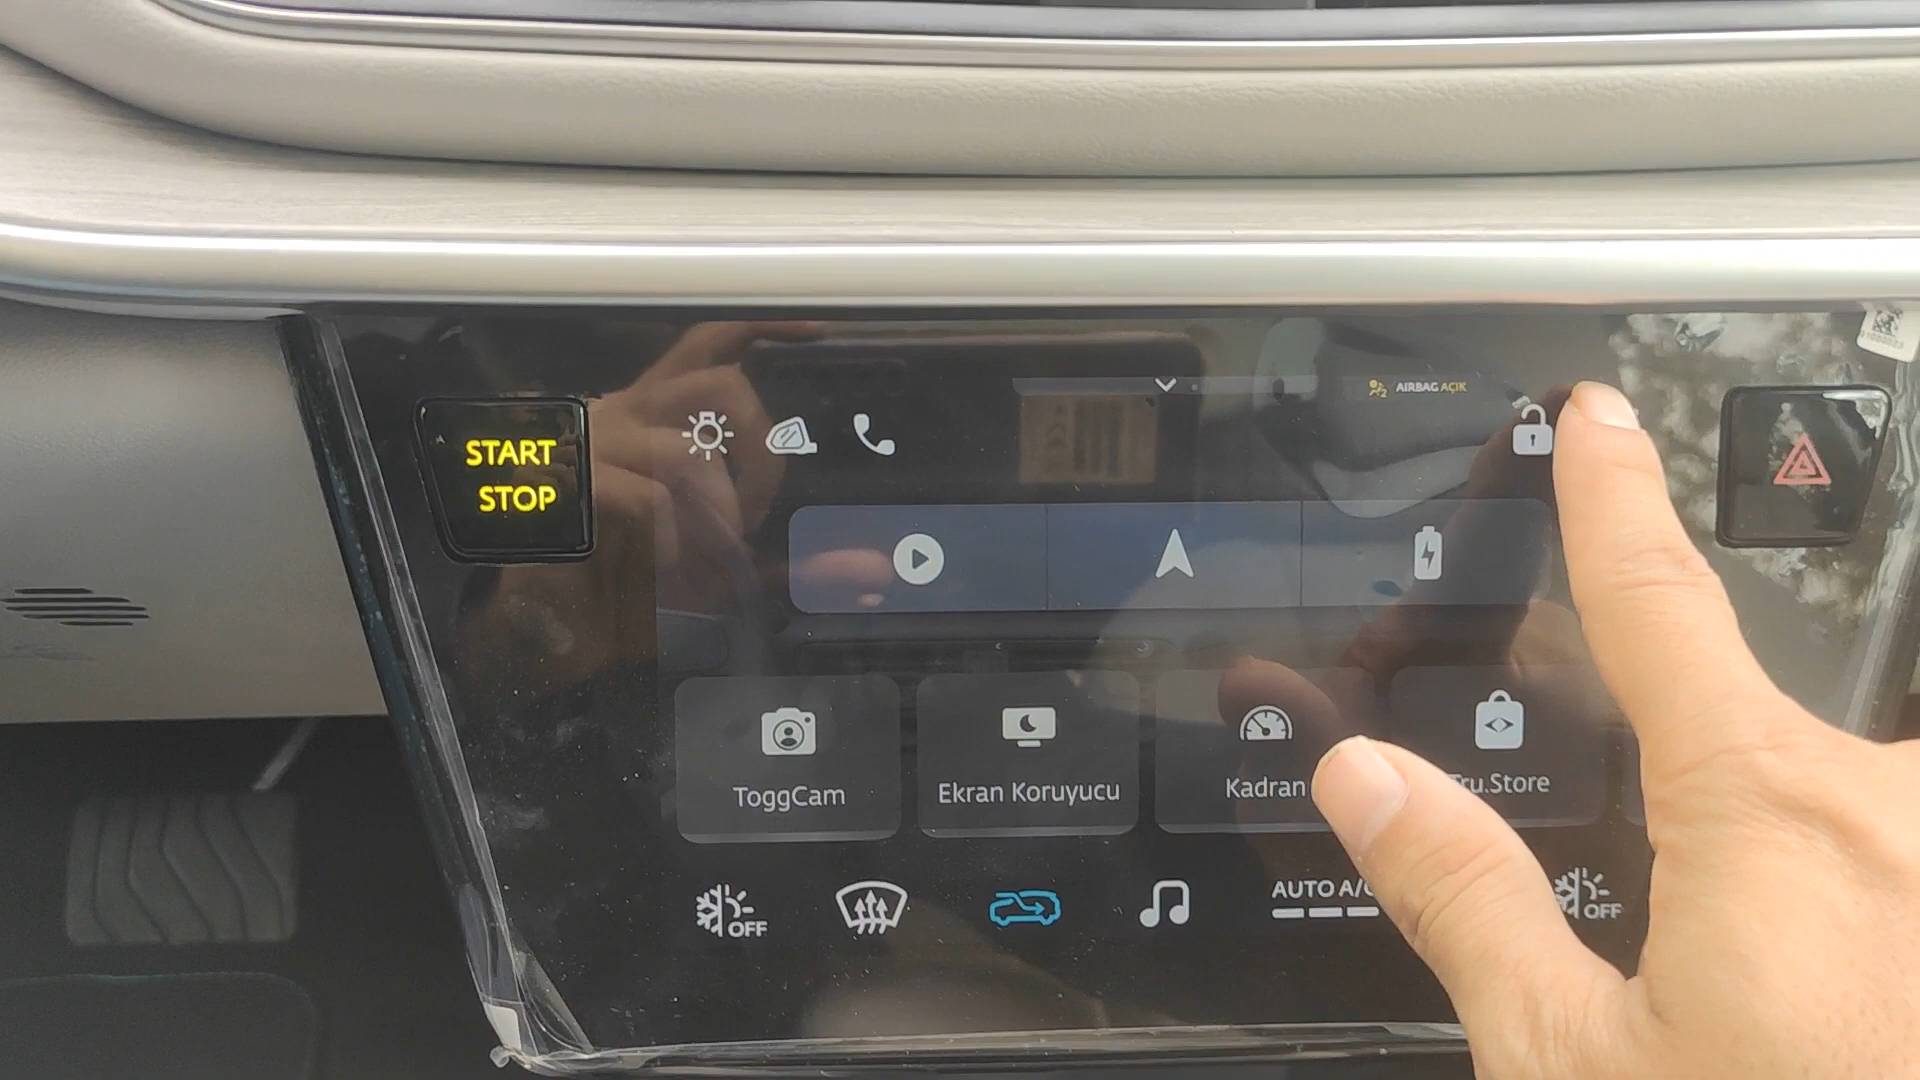 AIRBAG AÇIK
START
STOP
ToggCam
Ekran Koruyucu
Kadran
Tru.Store
OFF
AUTO A/C
OFF